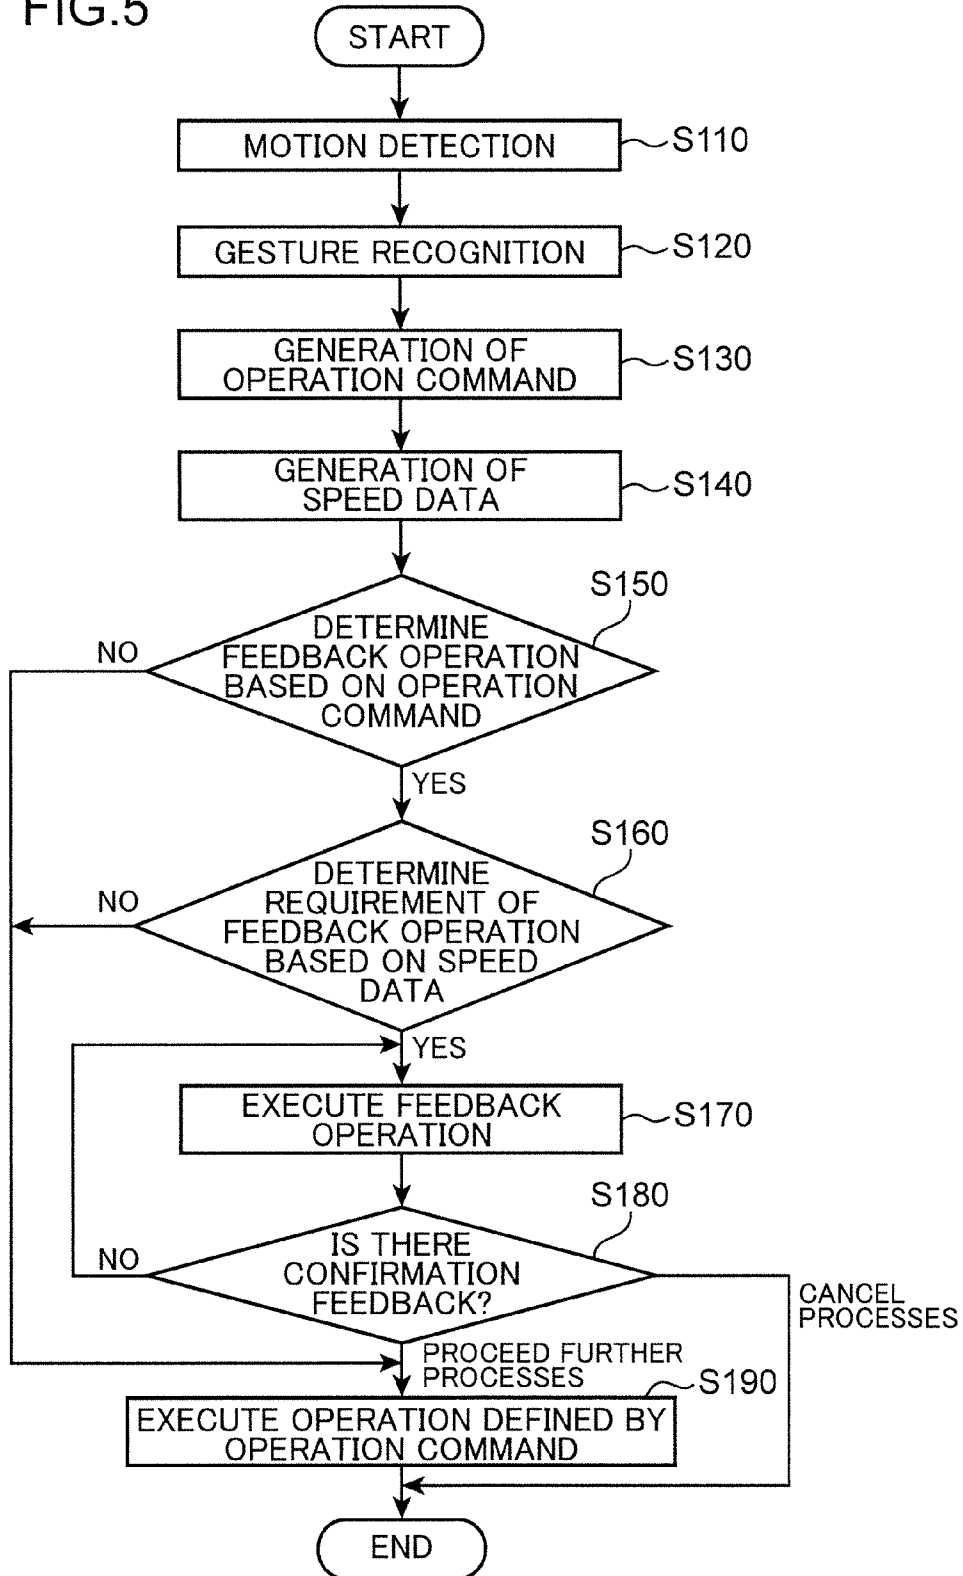 FIG.5
START
MOTION DETECTION
S110
GESTURE RECOGNITION
S120
GENERATION OF
OPERATION COMMAND
S130
GENERATION OF
SPEED DATA
S140
S150
DETERMINE
FEEDBACK OPERATION
BASED ON OPERATION
COMMAND
NO
YES
S160
DETERMINE
REQUIREMENT OF
FEEDBACK OPERATION
BASED ON SPEED
DATA
NO
YES
EXECUTE FEEDBACK
OPERATION
S170
S180
IS THERE
CONFIRMATION
FEEDBACK?
NO
CANCEL
PROCESSES
PROCEED FURTHER
PROCESSES
S190
EXECUTE OPERATION DEFINED BY
OPERATION COMMAND
END